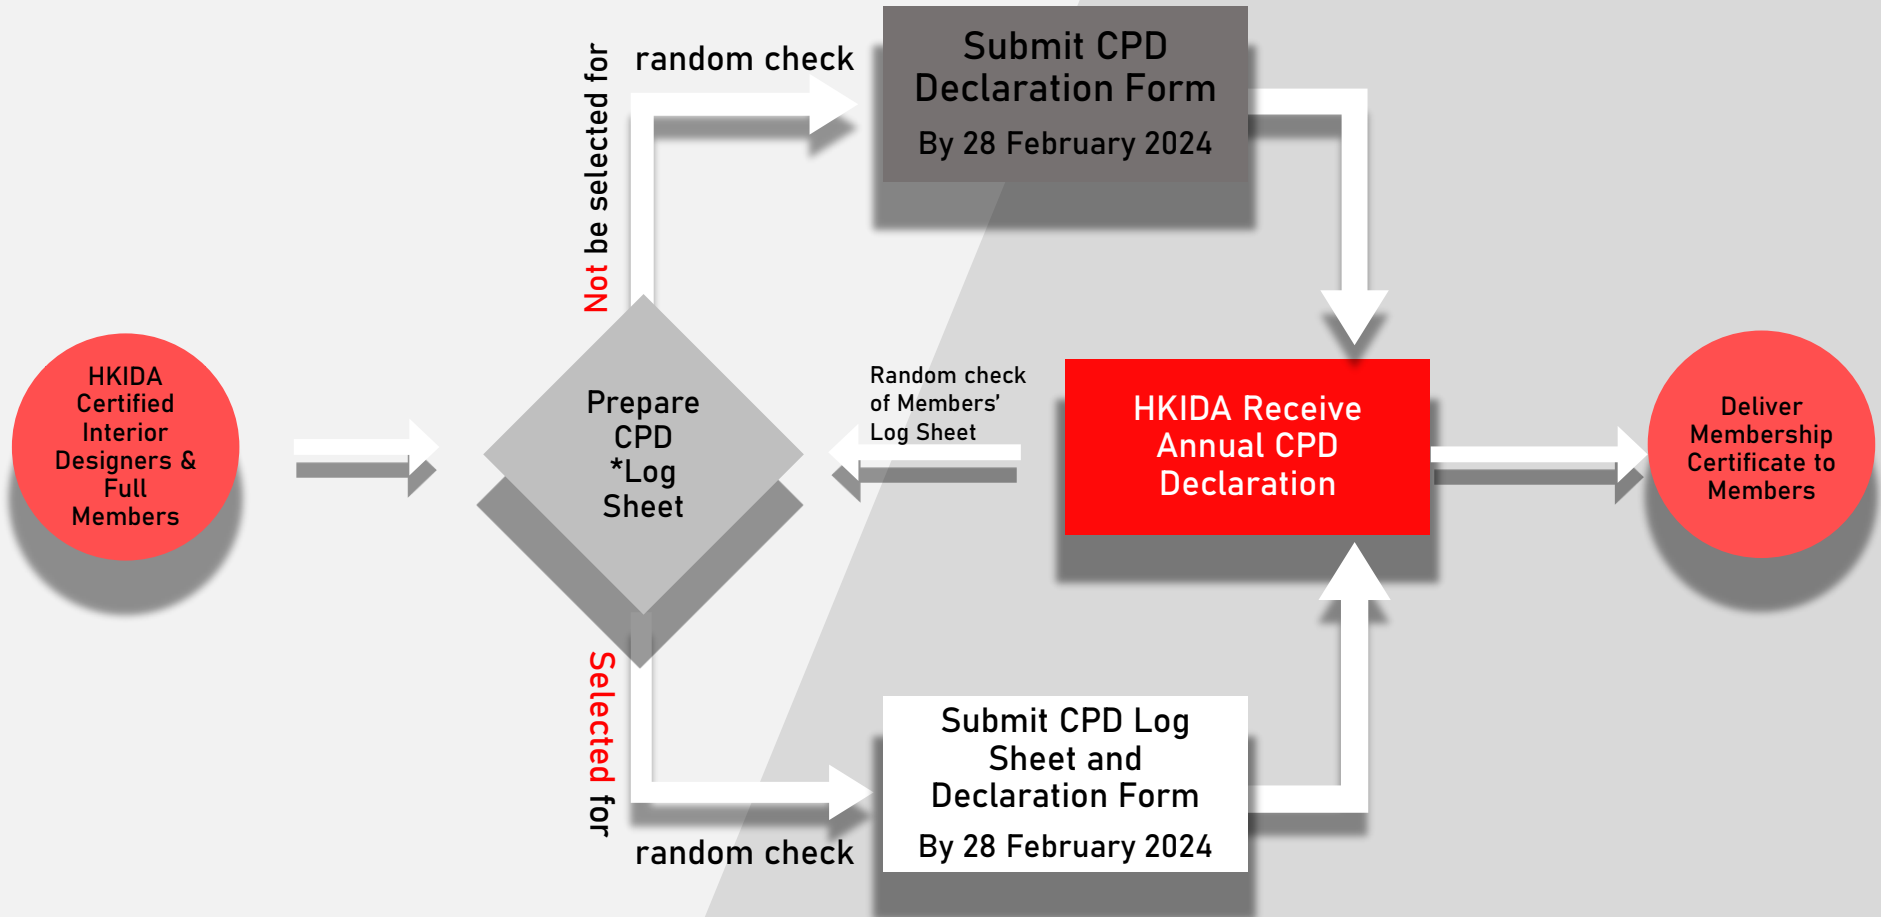 HKIDA
Certified
Interior
Designers &
Full
Members
Prepare
CPD
*Log
Sheet
Not be selected for
random check
Submit CPD
Declaration Form
By 28 February 2024
Selected for
random check
Submit CPD Log
Sheet and
Declaration Form
By 28 February 2024
Random check
of Members’
Log Sheet
HKIDA Receive
Annual CPD
Declaration
Deliver
Membership
Certificate to
Members